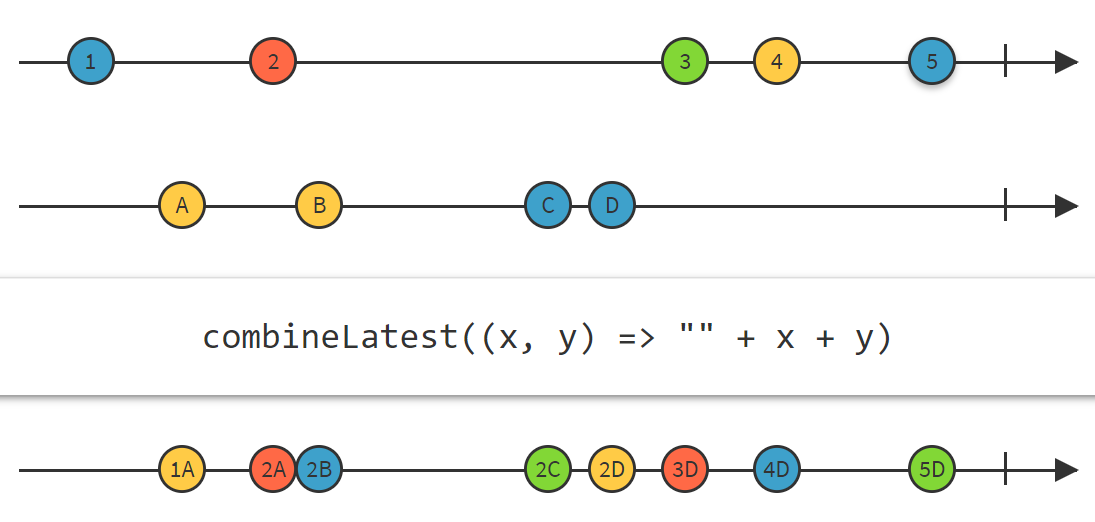 1 2 3 4 5
A B C D
combineLatest((x, y) => "" + x + y)
1A 2A 2B 2C 2D 3D 4D 5D